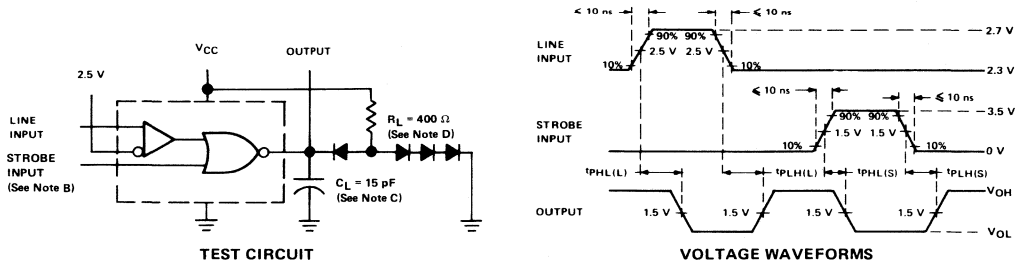 VCC
OUTPUT
2.5 V
LINE
INPUT
STROBE
INPUT
(See Note B)
RL = 400 Ω
(See Note D)
CL = 15 pF
(See Note C)
TEST CIRCUIT
≤ 10 ns
≤ 10 ns
LINE
INPUT
90% 90%
2.5 V 2.5 V
10% 10%
2.7 V
2.3 V
≤ 10 ns
≤ 10 ns
STROBE
INPUT
90% 90%
1.5 V 1.5 V
10% 10%
3.5 V
0 V
tPHL(L) tPLH(L) tPHL(S) tPLH(S)
OUTPUT
1.5 V 1.5 V 1.5 V 1.5 V
VOH
VOL
VOLTAGE WAVEFORMS